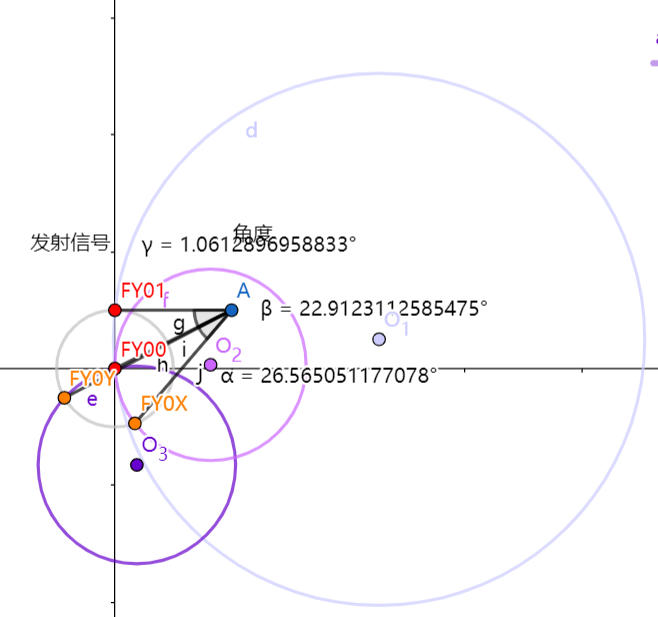 d
发射信号
角度
γ = 1.0612896958833°
FY01
f
A
β = 22.9123112585475°
g
O1
FY00
i
O2
h
j
α = 26.565051177078°
FY0Y
e
FY0X
O3